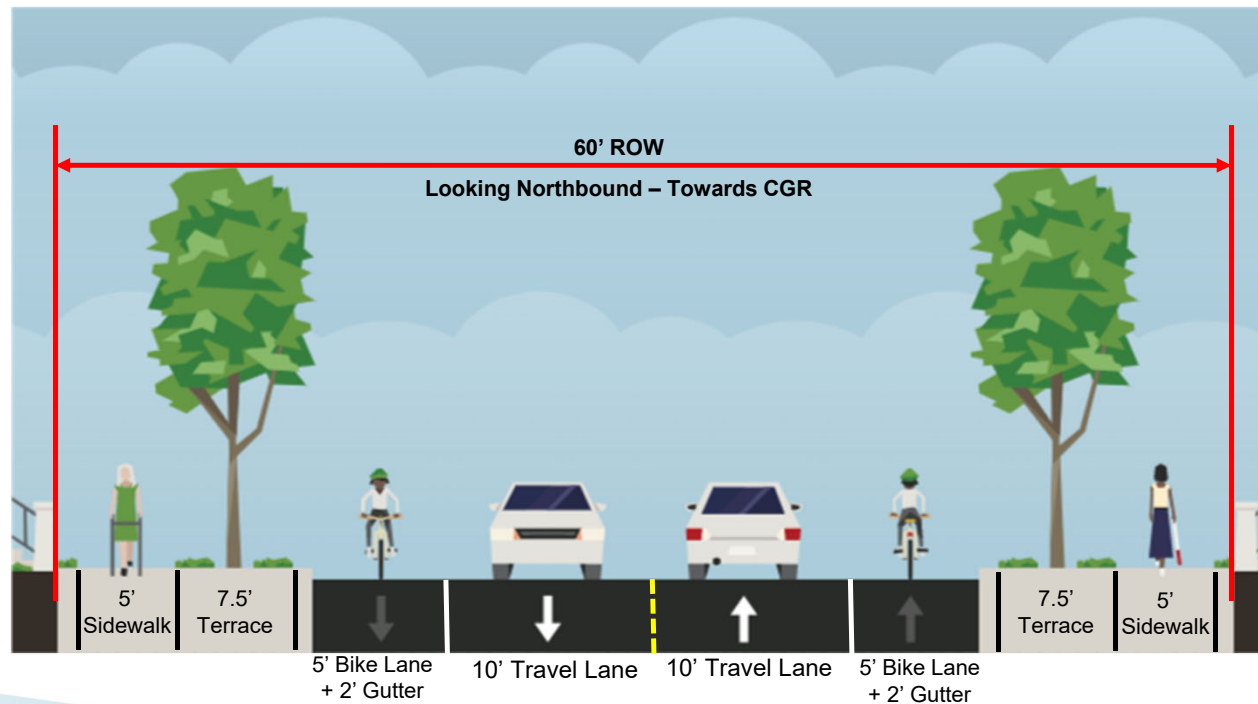 60’ ROW
Looking Northbound – Towards CGR
5’
Sidewalk
7.5’
Terrace
7.5’
Terrace
5’
Sidewalk
5’ Bike Lane
+ 2’ Gutter
10’ Travel Lane
10’ Travel Lane
5’ Bike Lane
+ 2’ Gutter